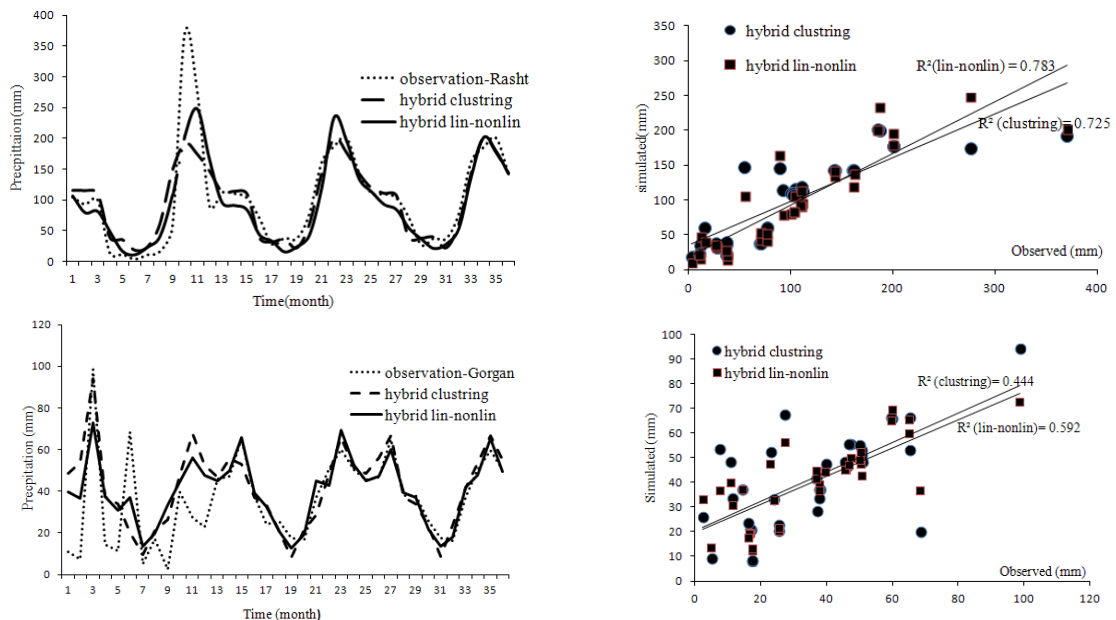 400
350
300
250
200
150
100
50
0
Precpittaion(mm)
observation-Rasht
hybrid clustring
hybrid lin-nonlin
1 3 5 7 9 11 13 15 17 19 21 23 25 27 29 31 33 35
Time(month)
350
300
250
200
150
100
50
0
simulated(mm)
hybrid clustring
hybrid lin-nonlin
R²(lin-nonlin) = 0.783
R² (clustring) = 0.725
Observed (mm)
0 100 200 300 400
120
100
80
60
40
20
0
Precpitation (mm)
observation-Gorgan
hybrid clustring
hybrid lin-nonlin
1 3 5 7 9 11 13 15 17 19 21 23 25 27 29 31 33 35
Time (month)
100
90
80
70
60
50
40
30
20
10
0
Simulated (mm)
hybrid clustring
hybrid lin-nonlin
R² (clustring)= 0.444
R² (lin-nonlin) = 0.592
Observed (mm)
0 20 40 60 80 100 120